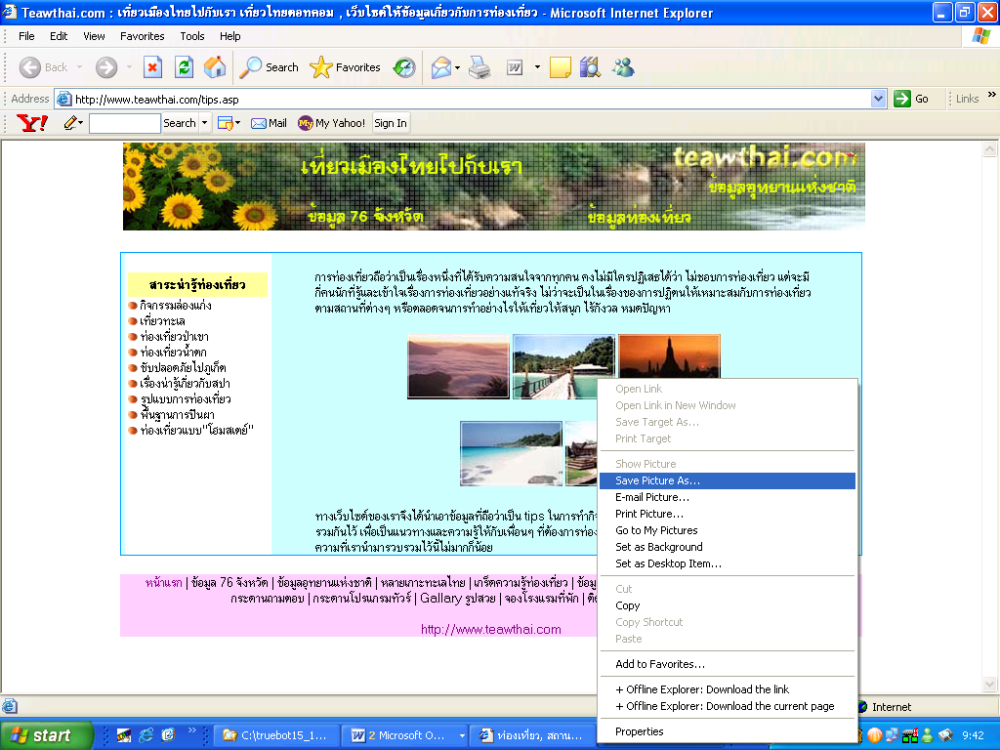 Teawthai.com : เที่ยวเมืองไทยไปกับเรา เที่ยวไทยดอทคอม , เว็บไซต์ให้ข้อมูลเกี่ยวกับการท่องเที่ยว - Microsoft Internet Explorer
File Edit View Favorites Tools Help
Back Search Favorites
Address http://www.teawthai.com/tips.asp Go Links
Y! Search Mail My Yahoo! Sign In
เที่ยวเมืองไทยไปกับเรา teawthai.com
ข้อมูลอุทยานแห่งชาติ
ข้อมูล 76 จังหวัด ข้อมูลท่องเที่ยว
สาระน่ารู้ท่องเที่ยว
กิจกรรมล่องแก่ง
เที่ยวทะเล
ท่องเที่ยวป่าเขา
ท่องเที่ยวน้ำตก
ขับปลอดภัยไปภูเก็ต
เรื่องน่ารู้เกี่ยวกับสปา
รูปแบบการท่องเที่ยว
พื้นฐานการปีนผา
ท่องเที่ยวแบบ"โฮมสเตย์"
การท่องเที่ยวถือว่าเป็นเรื่องหนึ่งที่ได้รับความสนใจจากทุกคน คงไม่มีใครปฏิเสธได้ว่า ไม่ชอบการท่องเที่ยว แต่จะมี
กี่คนนักที่รู้และเข้าใจเรื่องการท่องเที่ยวอย่างแท้จริง ไม่ว่าจะเป็นในเรื่องของการปฏิตนให้เหมาะสมกับการท่องเที่ยว
ตามสถานที่ต่างๆ หรือตลอดจนการทำอย่างไรให้เที่ยวให้สนุก ไร้กังวล หมดปัญหา
ทางเว็บไซต์ของเราจึงได้นำเอาข้อมูลที่ถือว่าเป็น tips ในการทำกิ
รวมกันไว้ เพื่อเป็นแนวทางและความรู้ให้กับเพื่อนๆ ที่ต้องการท่อง
ความที่เรานำมารวบรวมไว้นี้ไม่มากก็น้อย
หน้าแรก | ข้อมูล 76 จังหวัด | ข้อมูลอุทยานแห่งชาติ | หลายเกาะทะเลไทย | เกร็ดความรู้ท่องเที่ยว | ข้อมู
กระดานถามตอบ | กระดานโปรแกรมทัวร์ | Gallary รูปสวย | จองโรงแรมที่พัก | ติ
http://www.teawthai.com
Open Link
Open Link in New Window
Save Target As...
Print Target
Show Picture
Save Picture As...
E-mail Picture...
Print Picture...
Go to My Pictures
Set as Background
Set as Desktop Item...
Cut
Copy
Copy Shortcut
Paste
Add to Favorites...
+ Offline Explorer: Download the link
+ Offline Explorer: Download the current page
Properties
Internet
start C:\truebot15_1... 2 Microsoft O... ท่องเที่ยว, สถาน... 9:42